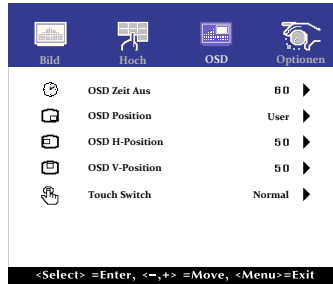 Bild Hoch OSD Optionen
OSD Zeit Aus 60
OSD Position User
OSD H-Position 50
OSD V-Position 50
Touch Switch Normal
<Select> =Enter, <–,+> =Move, <Menu>=Exit